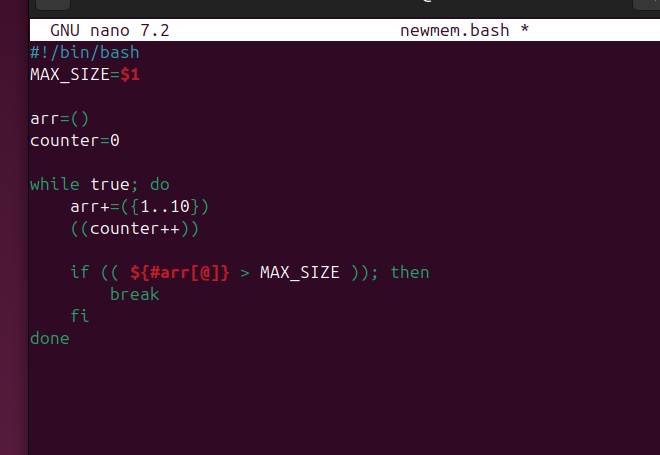 GNU nano 7.2 newmem.bash *
#!/bin/bash
MAX_SIZE=$1
arr=()
counter=0
while true; do
arr+=({1..10})
((counter++))
if (( ${#arr[@]} > MAX_SIZE )); then
break
fi
done